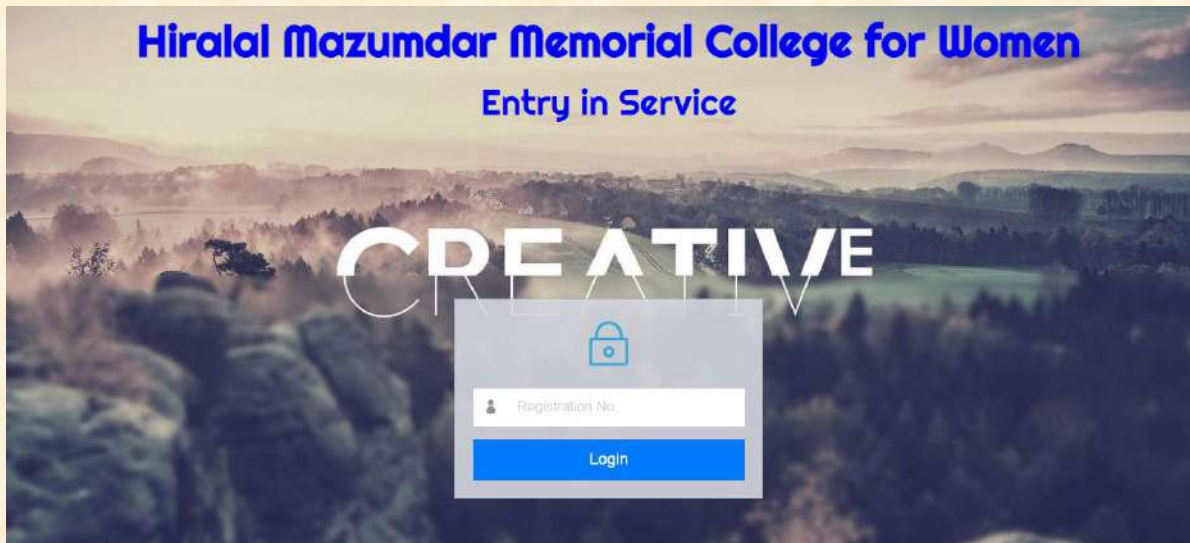 Hiralal Mazumdar Memorial College for Women
Entry in Service
CREATIVE
Registration No.
Login